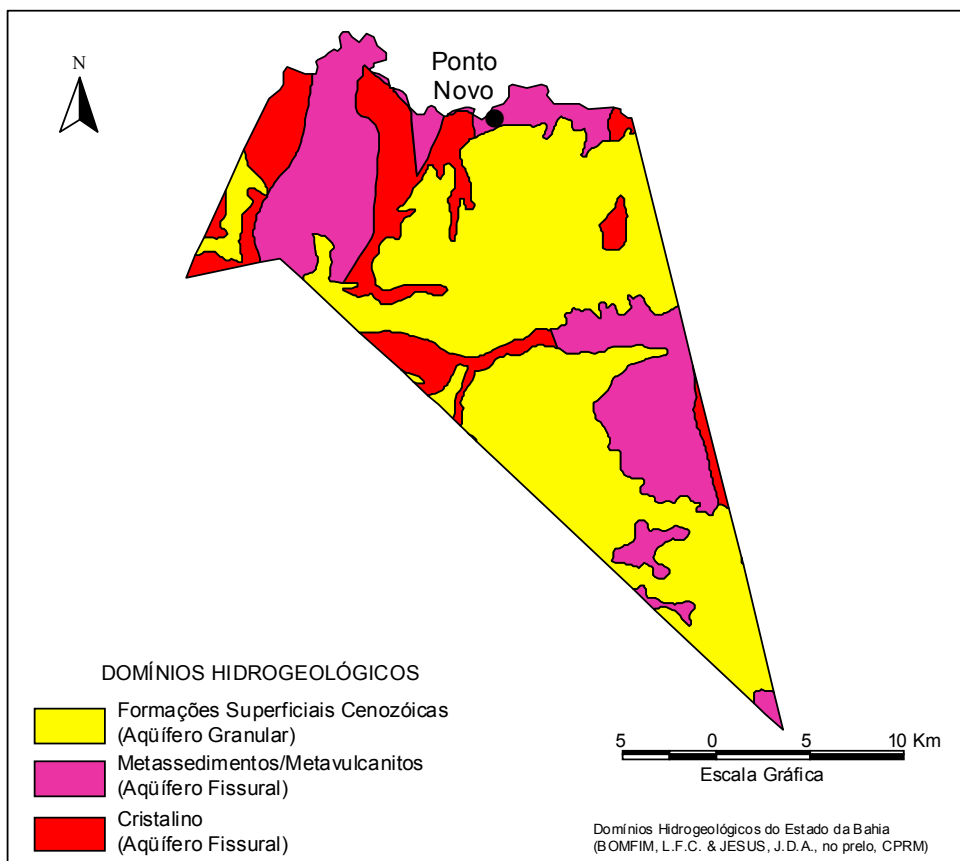 N
Ponto
Novo
DOMÍNIOS HIDROGEOLÓGICOS
Formações Superficiais Cenozóicas
(Aqüífero Granular)
Metassedimentos/Metavulcanitos
(Aqüífero Fissural)
Cristalino
(Aqüífero Fissural)
5 0 5 10 Km
Escala Gráfica
Domínios Hidrogeológicos do Estado da Bahia
(BOMFIM, L.F.C. & JESUS, J.D.A., no prelo, CPRM)